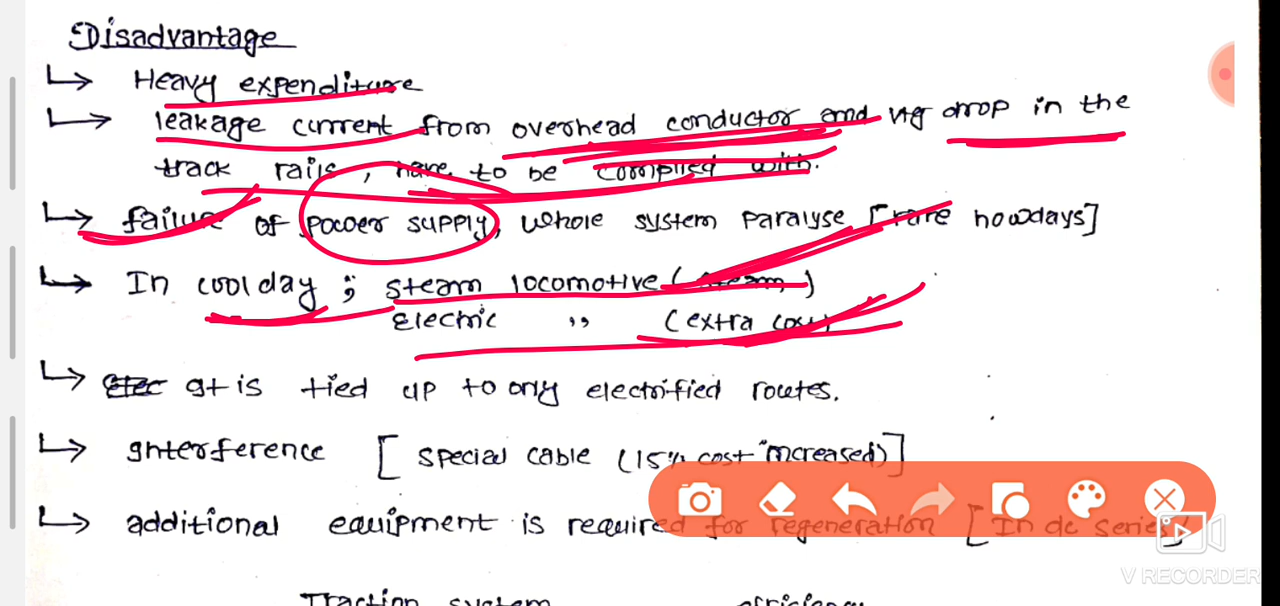 Disadvantage
↳ Heavy expenditure
↳ leakage current from overhead conductor and vtg drop in the
track rails, have to be complied with.
↳ failure of power supply, whole system paralyse [rare nowdays]
↳ In cool day ; steam locomotive (steam)
Electric ,, (extra cost)
↳ It is tied up to only electrified routes.
↳ Interference [special cable (15% cost increased)]
↳ additional equipment is required for regeneration [In dc series]
V RECORDER
Traction system efficiency